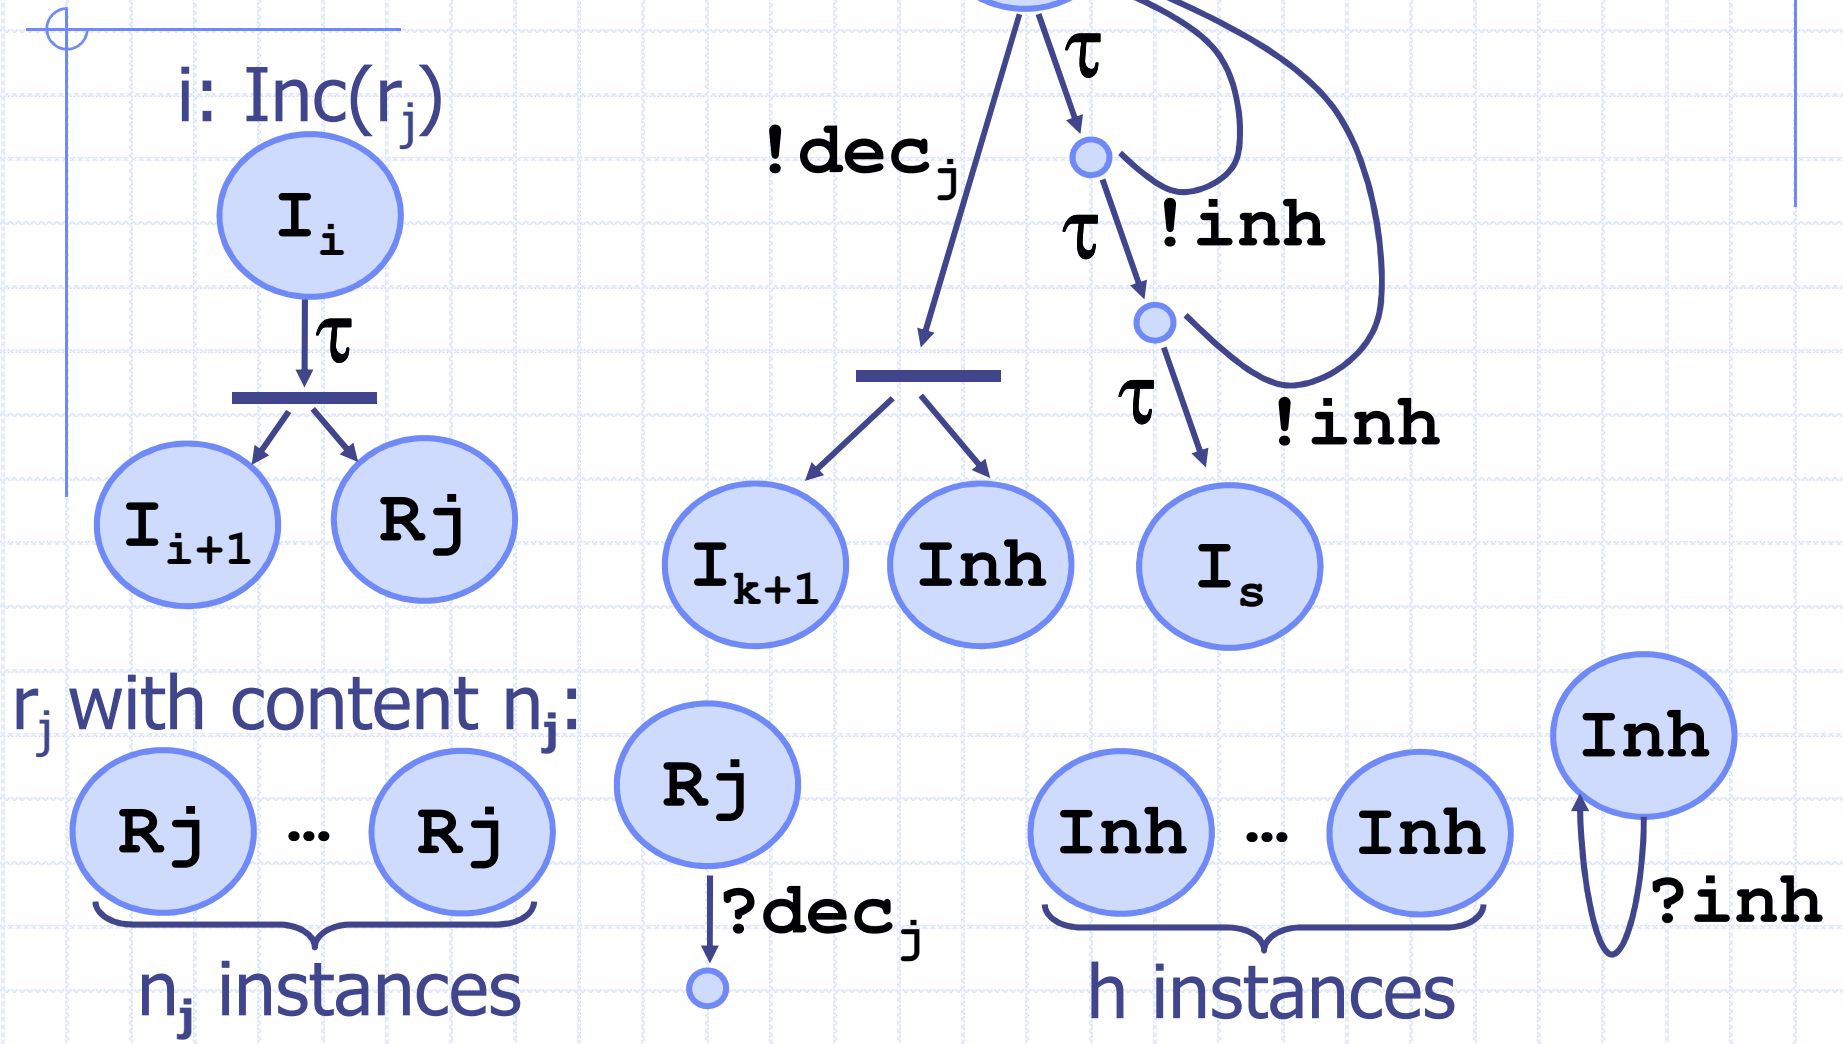 i: Inc(rj)
Ii
τ
Ii+1
Rj
!decj
τ
τ
!inh
τ
!inh
Ik+1
Inh
Is
rj with content nj:
Rj … Rj
nj instances
Rj
?decj
Inh … Inh
h instances
Inh
?inh